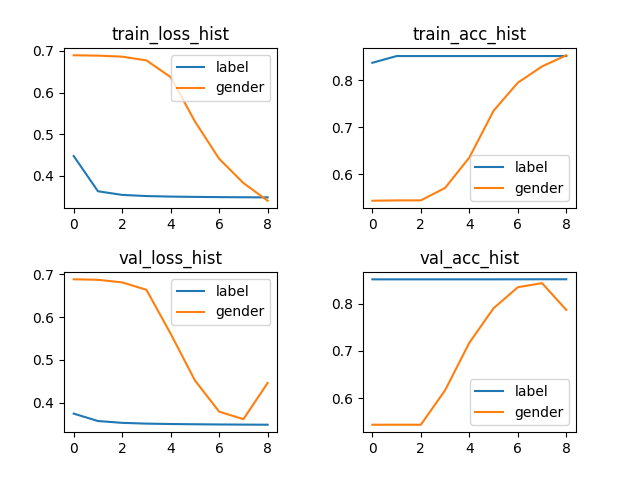 train_loss_hist
0.7
0.6
0.5
0.4
0 2 4 6 8
label
gender
train_acc_hist
0.8
0.7
0.6
0 2 4 6 8
label
gender
val_loss_hist
0.7
0.6
0.5
0.4
0 2 4 6 8
label
gender
val_acc_hist
0.8
0.7
0.6
0 2 4 6 8
label
gender